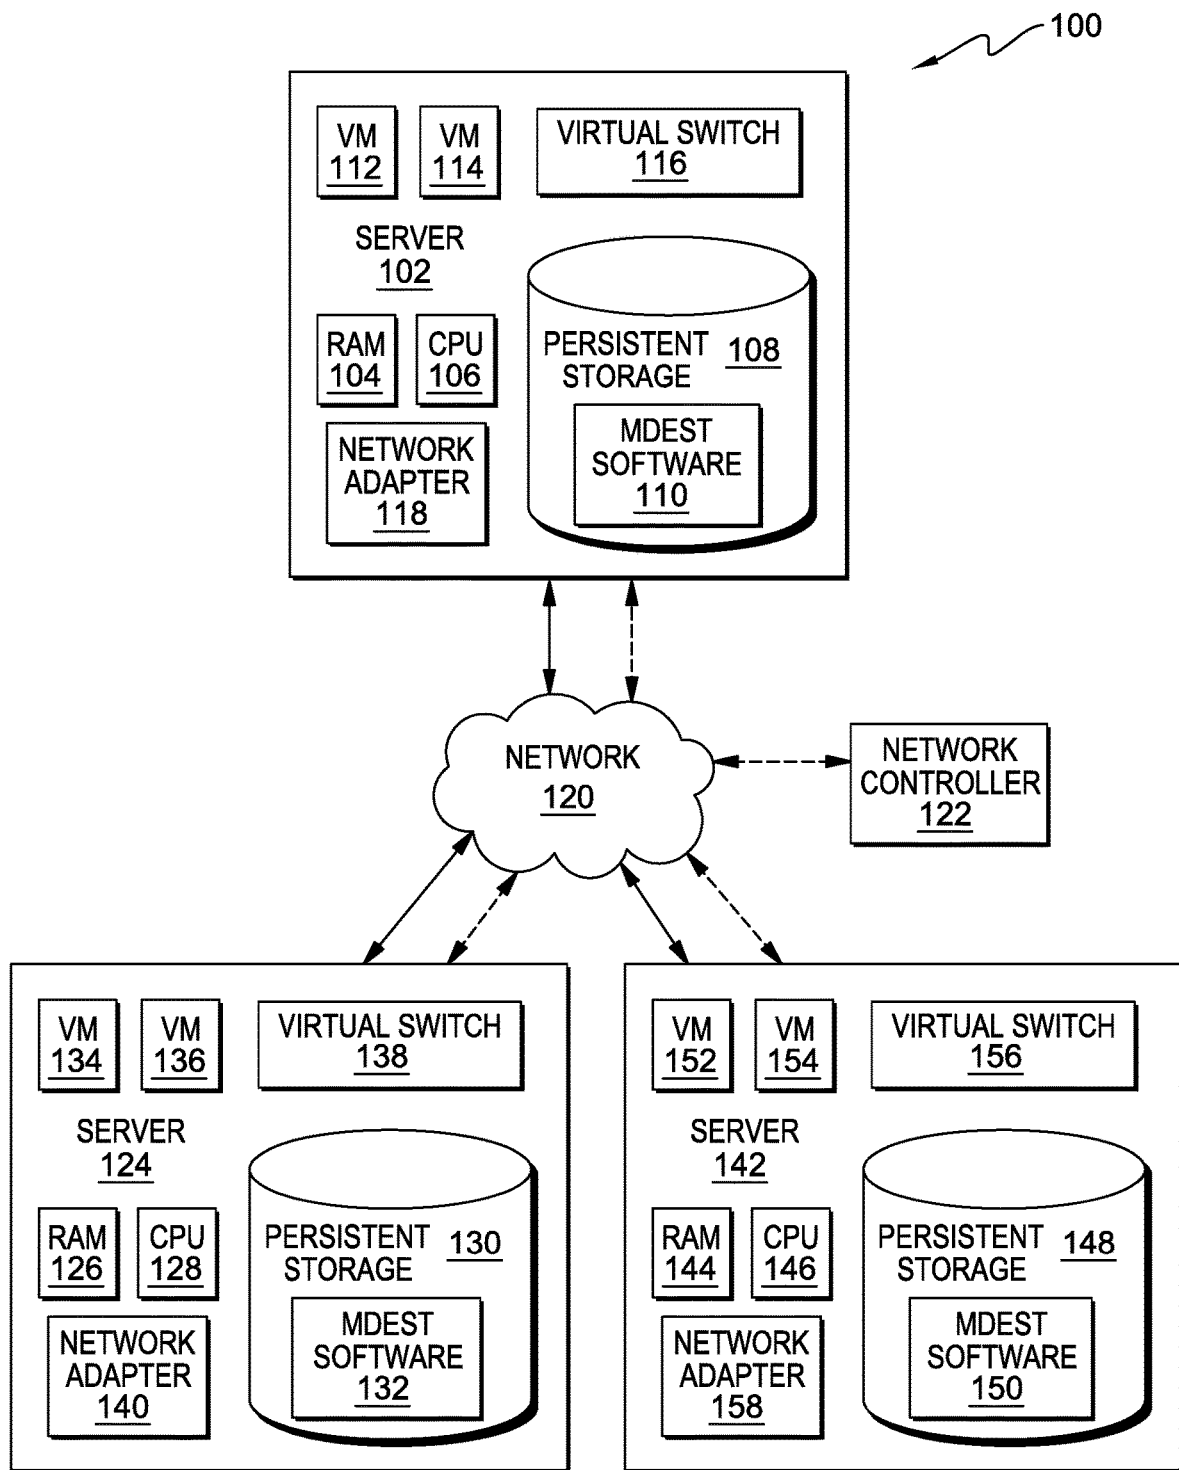 100
VM
112
VM
114
VIRTUAL SWITCH
116
SERVER
102
RAM
104
CPU
106
PERSISTENT
STORAGE
108
NETWORK
ADAPTER
118
MDEST
SOFTWARE
110
NETWORK
120
NETWORK
CONTROLLER
122
VM
134
VM
136
VIRTUAL SWITCH
138
SERVER
124
RAM
126
CPU
128
PERSISTENT
STORAGE
130
NETWORK
ADAPTER
140
MDEST
SOFTWARE
132
VM
152
VM
154
VIRTUAL SWITCH
156
SERVER
142
RAM
144
CPU
146
PERSISTENT
STORAGE
148
NETWORK
ADAPTER
158
MDEST
SOFTWARE
150